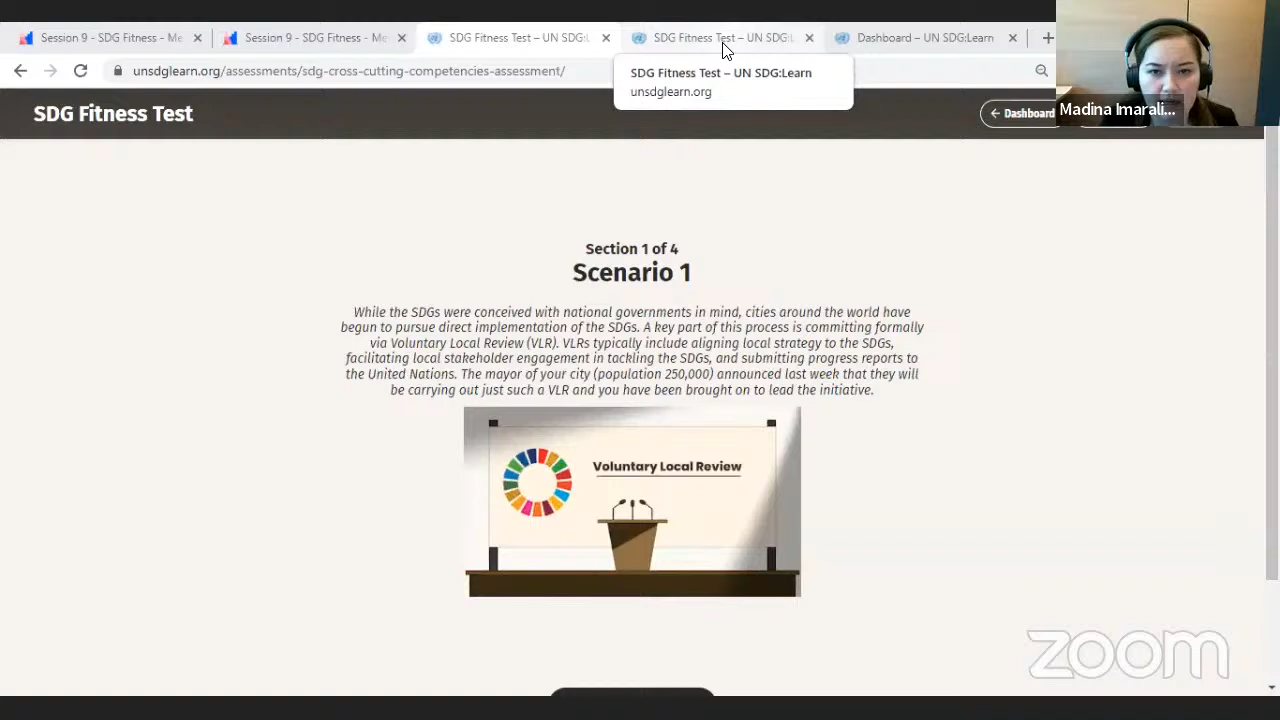 Session 9 - SDG Fitness - Me
Session 9 - SDG Fitness - Me
SDG Fitness Test – UN SDG:L
SDG Fitness Test – UN SDG:L
Dashboard – UN SDG:Learn
unsdglearn.org/assessments/sdg-cross-cutting-competencies-assessment/
SDG Fitness Test – UN SDG:Learn
unsdglearn.org
SDG Fitness Test
Dashboard
Madina Imarali...
Section 1 of 4
Scenario 1
While the SDGs were conceived with national governments in mind, cities around the world have
begun to pursue direct implementation of the SDGs. A key part of this process is committing formally
via Voluntary Local Review (VLR). VLRs typically include aligning local strategy to the SDGs,
facilitating local stakeholder engagement in tackling the SDGs, and submitting progress reports to
the United Nations. The mayor of your city (population 250,000) announced last week that they will
be carrying out just such a VLR and you have been brought on to lead the initiative.
Voluntary Local Review
zoom